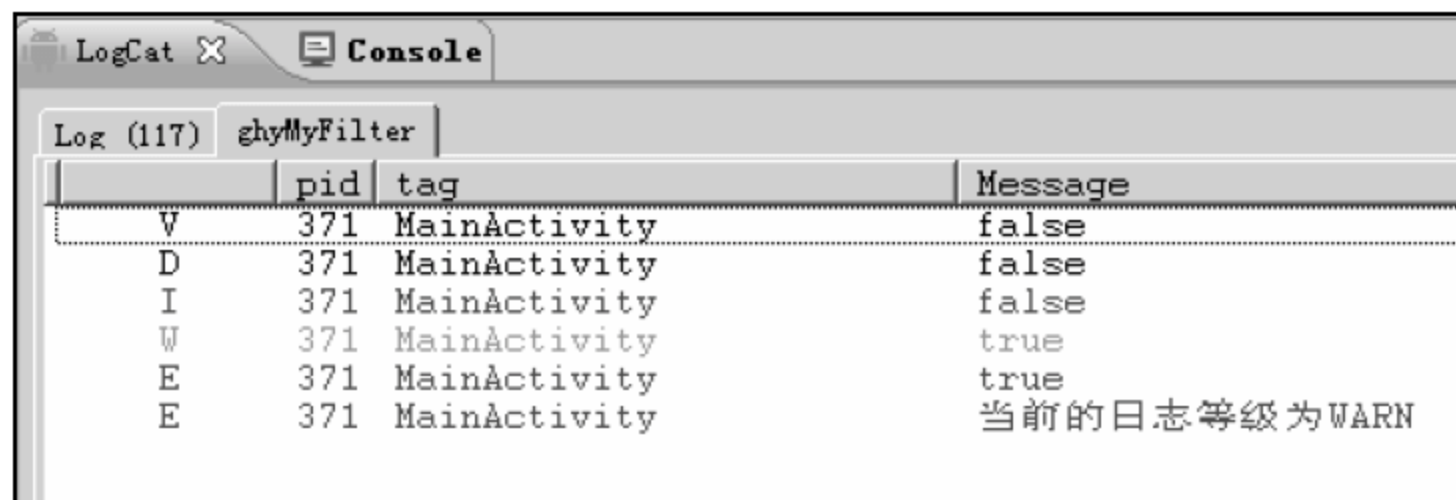 LogCat Console
Log (117) ghyMyFilter
pid tag Message
V 371 MainActivity false
D 371 MainActivity false
I 371 MainActivity false
W 371 MainActivity true
E 371 MainActivity true
E 371 MainActivity 当前的日志等级为WARN